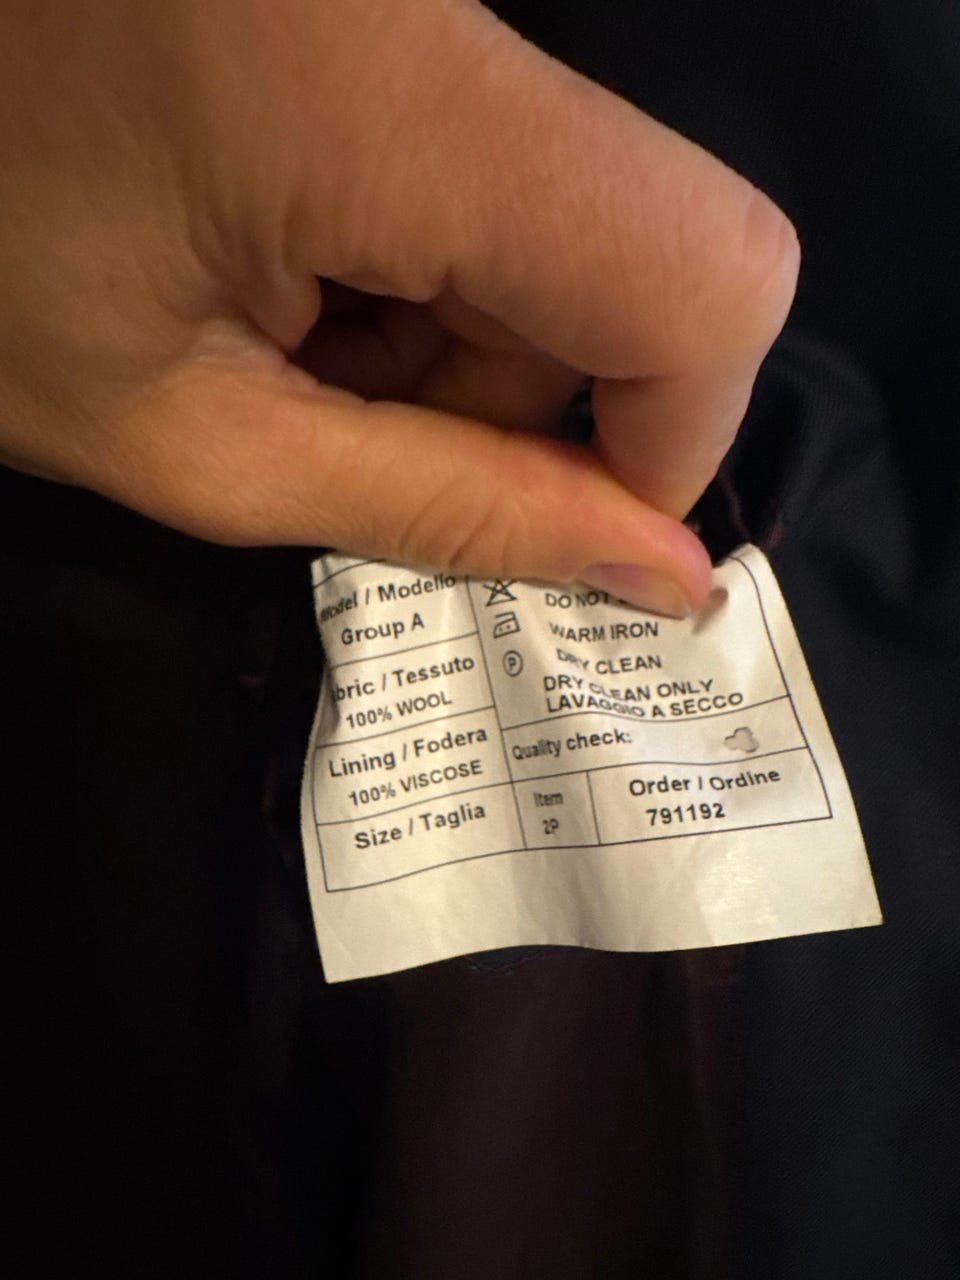 Model / Modello
Group A
Fabric / Tessuto
100% WOOL
Lining / Fodera
100% VISCOSE
Size / Taglia
DO NOT
WARM IRON
P
DRY CLEAN
DRY CLEAN ONLY
LAVAGGIO A SECCO
Quality check:
Item
2P
Order / Ordine
791192